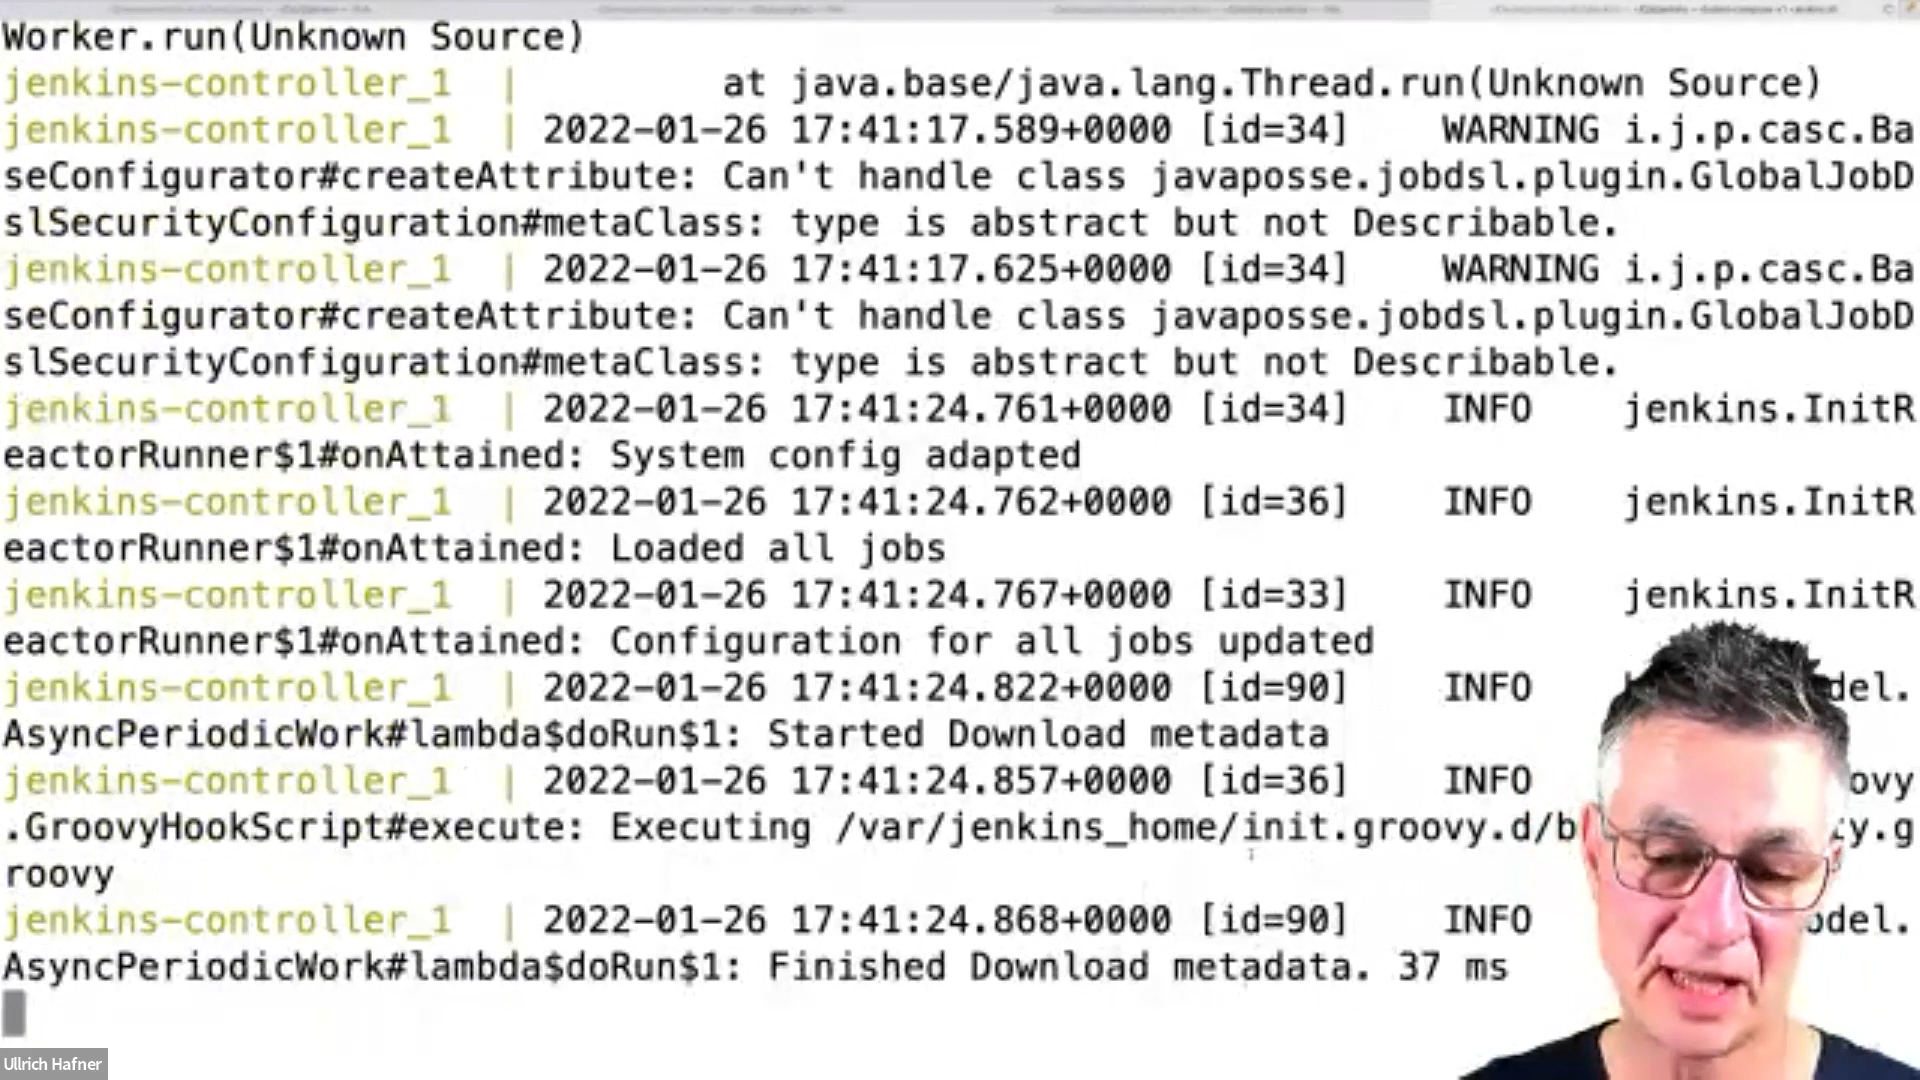 Worker.run(Unknown Source)
jenkins-controller_1  |         at java.base/java.lang.Thread.run(Unknown Source)
jenkins-controller_1  | 2022-01-26 17:41:17.589+0000 [id=34]    WARNING i.j.p.casc.Ba
seConfigurator#createAttribute: Can't handle class javaposse.jobdsl.plugin.GlobalJobD
slSecurityConfiguration#metaClass: type is abstract but not Describable.
jenkins-controller_1  | 2022-01-26 17:41:17.625+0000 [id=34]    WARNING i.j.p.casc.Ba
seConfigurator#createAttribute: Can't handle class javaposse.jobdsl.plugin.GlobalJobD
slSecurityConfiguration#metaClass: type is abstract but not Describable.
jenkins-controller_1  | 2022-01-26 17:41:24.761+0000 [id=34]    INFO    jenkins.InitR
eactorRunner$1#onAttained: System config adapted
jenkins-controller_1  | 2022-01-26 17:41:24.762+0000 [id=36]    INFO    jenkins.InitR
eactorRunner$1#onAttained: Loaded all jobs
jenkins-controller_1  | 2022-01-26 17:41:24.767+0000 [id=33]    INFO    jenkins.InitR
eactorRunner$1#onAttained: Configuration for all jobs updated
jenkins-controller_1  | 2022-01-26 17:41:24.822+0000 [id=90]    INFO    del.
AsyncPeriodicWork#lambda$doRun$1: Started Download metadata
jenkins-controller_1  | 2022-01-26 17:41:24.857+0000 [id=36]    INFO    ovy
.GroovyHookScript#execute: Executing /var/jenkins_home/init.groovy.d/b y.g
roovy
jenkins-controller_1  | 2022-01-26 17:41:24.868+0000 [id=90]    INFO    odel.
AsyncPeriodicWork#lambda$doRun$1: Finished Download metadata. 37 ms
Ullrich Hafner